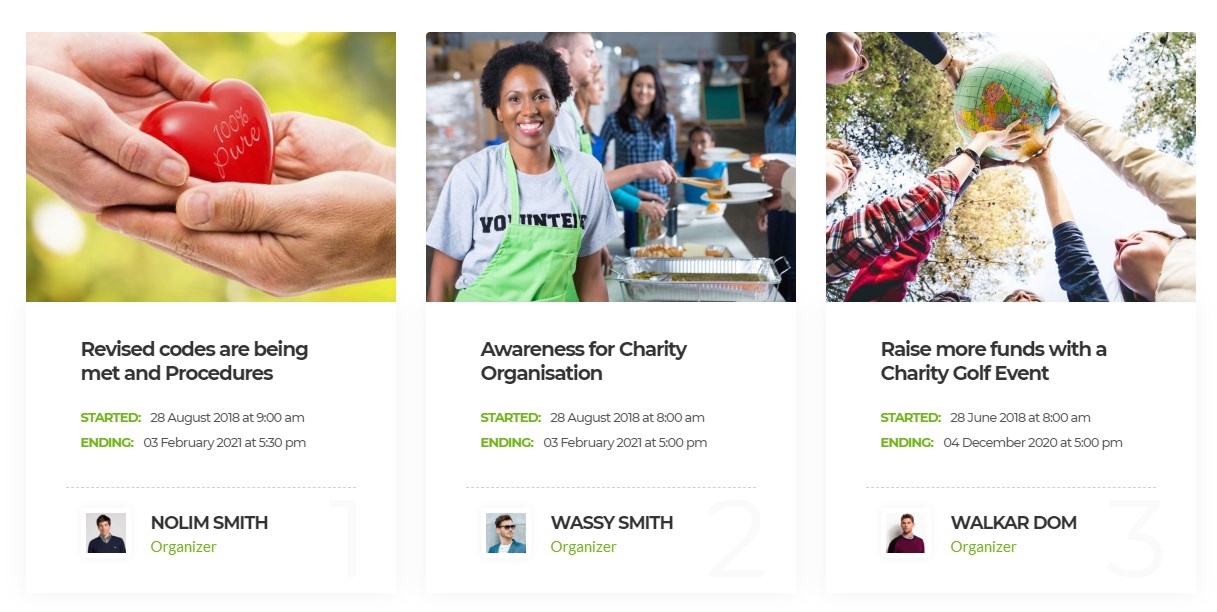 100%
Pure
VOLUNTEER
Revised codes are being
met and Procedures
STARTED: 28 August 2018 at 9:00 am
ENDING: 03 February 2021 at 5:30 pm
NOLIM SMITH
Organizer
1
Awareness for Charity
Organisation
STARTED: 28 August 2018 at 8:00 am
ENDING: 03 February 2021 at 5:00 pm
WASSY SMITH
Organizer
2
Raise more funds with a
Charity Golf Event
STARTED: 28 June 2018 at 8:00 am
ENDING: 04 December 2020 at 5:00 pm
WALKAR DOM
Organizer
3